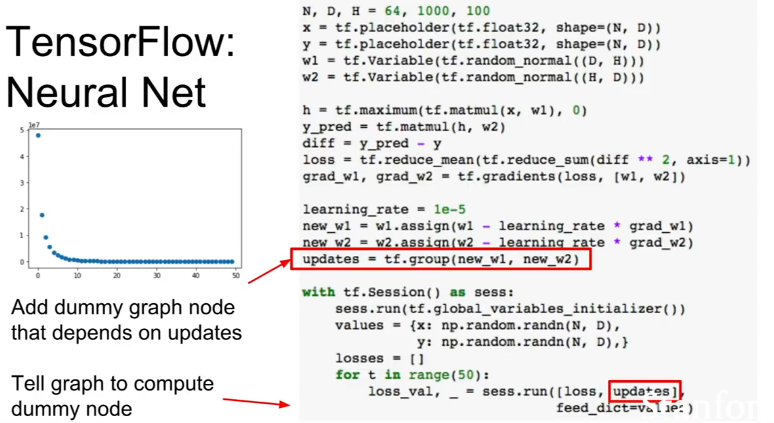 TensorFlow:
Neural Net
1e7
5
4
3
2
1
0
0 10 20 30 40 50
Add dummy graph node
that depends on updates
Tell graph to compute
dummy node
N, D, H = 64, 1000, 100
x = tf.placeholder(tf.float32, shape=(N, D))
y = tf.placeholder(tf.float32, shape=(N, D))
w1 = tf.Variable(tf.random_normal((D, H)))
w2 = tf.Variable(tf.random_normal((H, D)))
h = tf.maximum(tf.matmul(x, w1), 0)
y_pred = tf.matmul(h, w2)
diff = y_pred - y
loss = tf.reduce_mean(tf.reduce_sum(diff ** 2, axis=1))
grad_w1, grad_w2 = tf.gradients(loss, [w1, w2])
learning_rate = 1e-5
new_w1 = w1.assign(w1 - learning_rate * grad_w1)
new_w2 = w2.assign(w2 - learning_rate * grad_w2)
updates = tf.group(new_w1, new_w2)
with tf.Session() as sess:
    sess.run(tf.global_variables_initializer())
    values = {x: np.random.randn(N, D),
              y: np.random.randn(N, D),}
    losses = []
    for t in range(50):
        loss_val, _ = sess.run([loss, updates],
                               feed_dict=values)